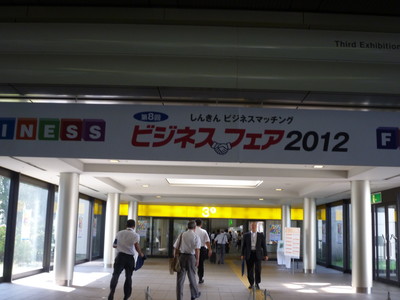 Third Exhibition
第6回
しんきん ビジネスマッチング
INESS ビジネスフェア2012 F
3